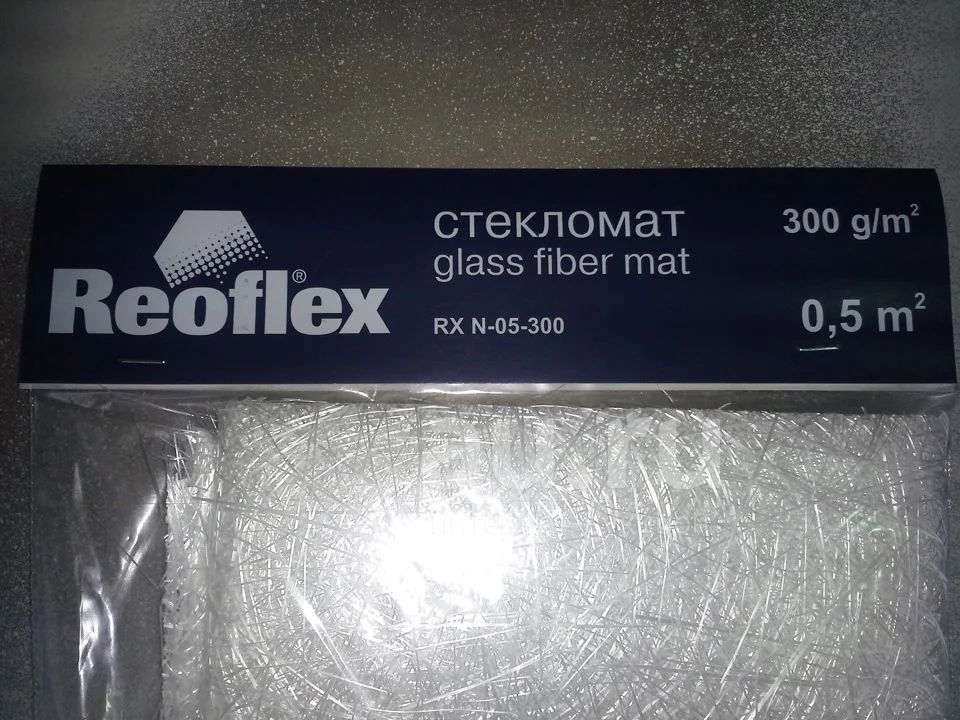 Reoflex®
стекломат
glass fiber mat
RX N-05-300
300 g/m²
0,5 m²